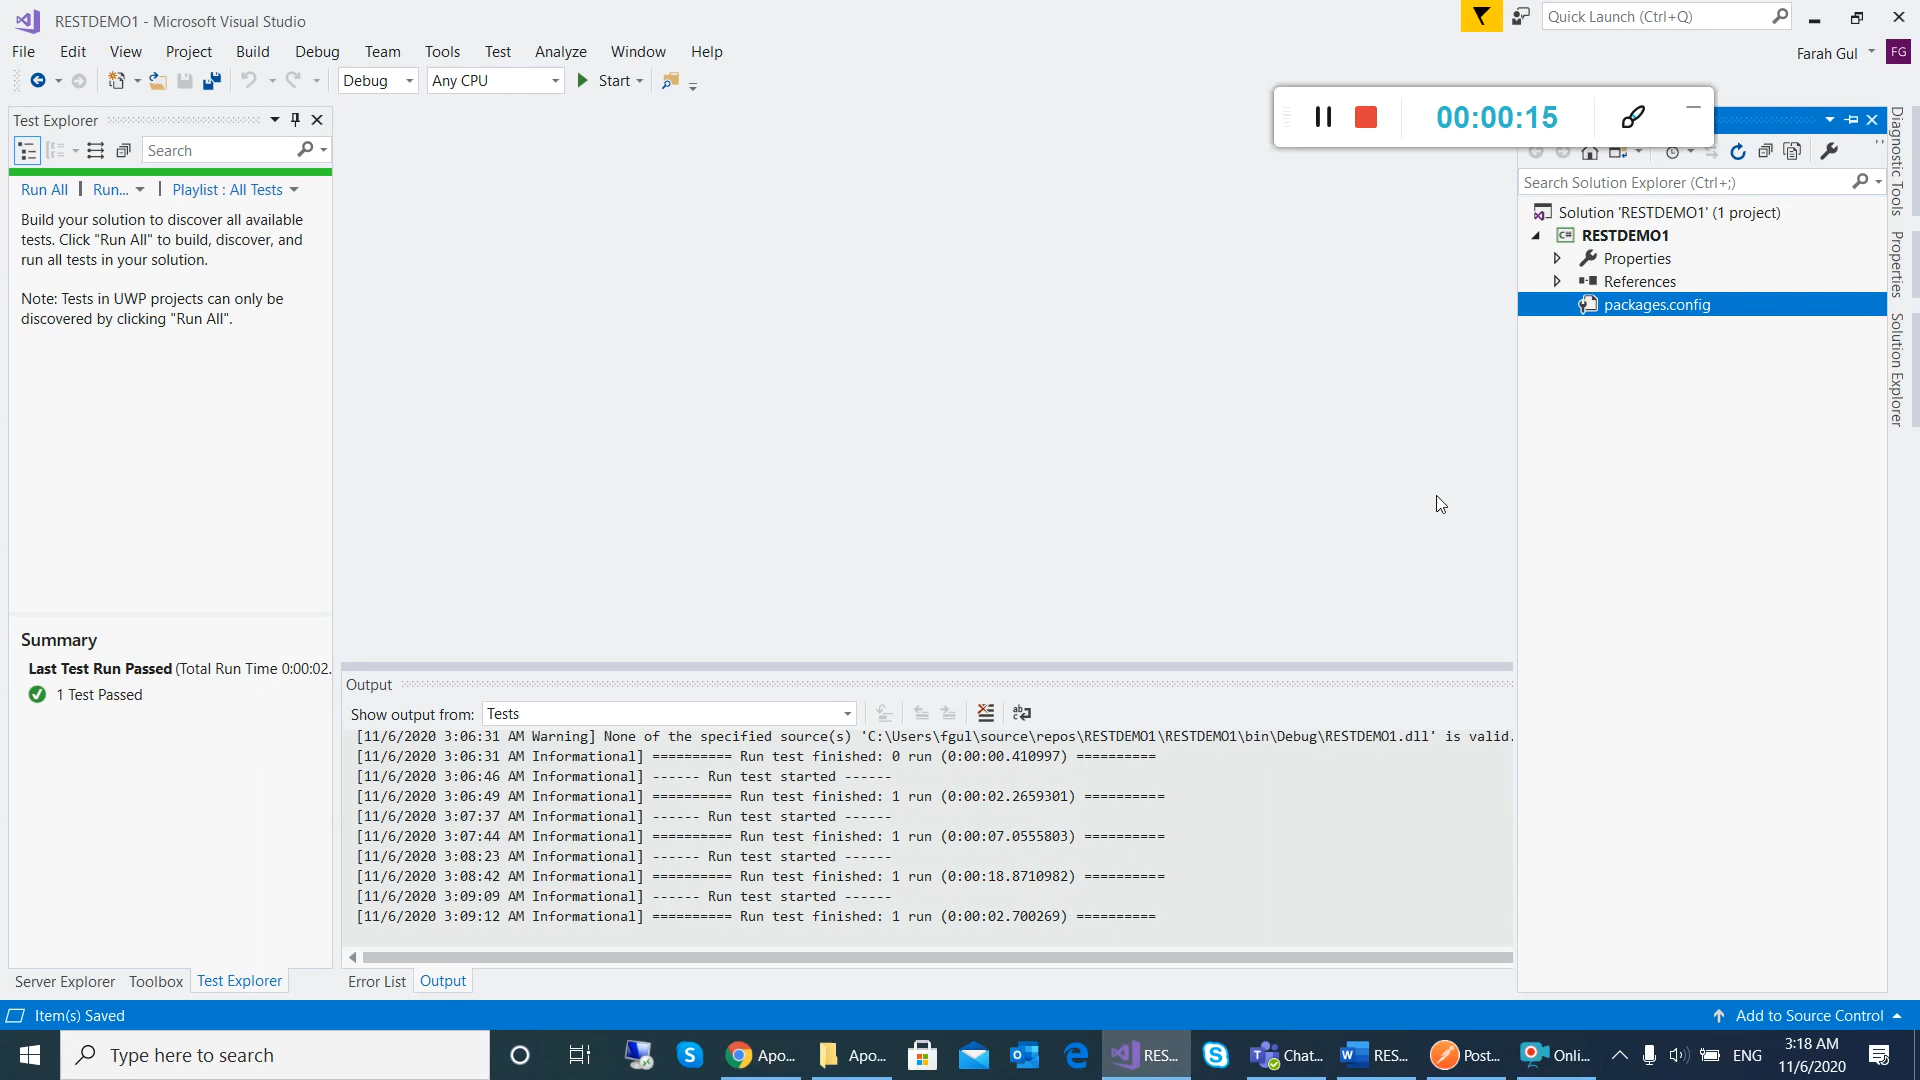 RESTDEMO1 - Microsoft Visual Studio
Quick Launch (Ctrl+Q)
File Edit View Project Build Debug Team Tools Test Analyze Window Help
Farah Gul FG
Debug Any CPU Start
Test Explorer
00:00:15
Search
Run All | Run... | Playlist : All Tests
Build your solution to discover all available
tests. Click "Run All" to build, discover, and
run all tests in your solution.
Note: Tests in UWP projects can only be
discovered by clicking "Run All".
Summary
Last Test Run Passed (Total Run Time 0:00:02.
1 Test Passed
Server Explorer Toolbox Test Explorer
Output
Show output from: Tests
[11/6/2020 3:06:31 AM Warning] None of the specified source(s) 'C:\Users\fgul\source\repos\RESTDEMO1\RESTDEMO1\bin\Debug\RESTDEMO1.dll' is valid.
[11/6/2020 3:06:31 AM Informational] ========== Run test finished: 0 run (0:00:00.410997) ==========
[11/6/2020 3:06:46 AM Informational] ------ Run test started ------
[11/6/2020 3:06:49 AM Informational] ========== Run test finished: 1 run (0:00:02.2659301) ==========
[11/6/2020 3:07:37 AM Informational] ------ Run test started ------
[11/6/2020 3:07:44 AM Informational] ========== Run test finished: 1 run (0:00:07.0555803) ==========
[11/6/2020 3:08:23 AM Informational] ------ Run test started ------
[11/6/2020 3:08:42 AM Informational] ========== Run test finished: 1 run (0:00:18.8710982) ==========
[11/6/2020 3:09:09 AM Informational] ------ Run test started ------
[11/6/2020 3:09:12 AM Informational] ========== Run test finished: 1 run (0:00:02.700269) ==========
Error List Output
Search Solution Explorer (Ctrl+;)
Solution 'RESTDEMO1' (1 project)
C# RESTDEMO1
Properties
References
packages.config
Diagnostic Tools
Properties
Solution Explorer
Item(s) Saved
Add to Source Control
Type here to search
Apo...
Apo...
RES...
Chat...
RES...
Post...
Onli...
ENG
3:18 AM
11/6/2020